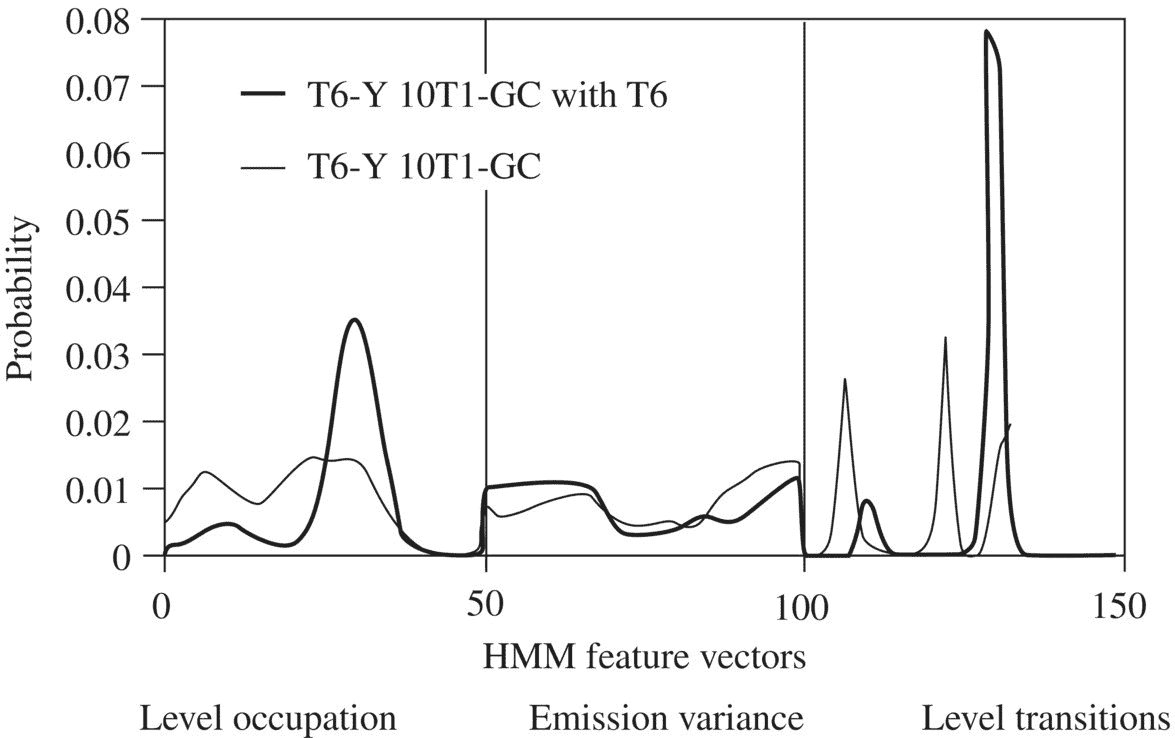 0.08
0.07
0.06
0.05
0.04
0.03
0.02
0.01
0
Probability
T6-Y 10T1-GC with T6
T6-Y 10T1-GC
0 50 100 150
HMM feature vectors
Level occupation Emission variance Level transitions